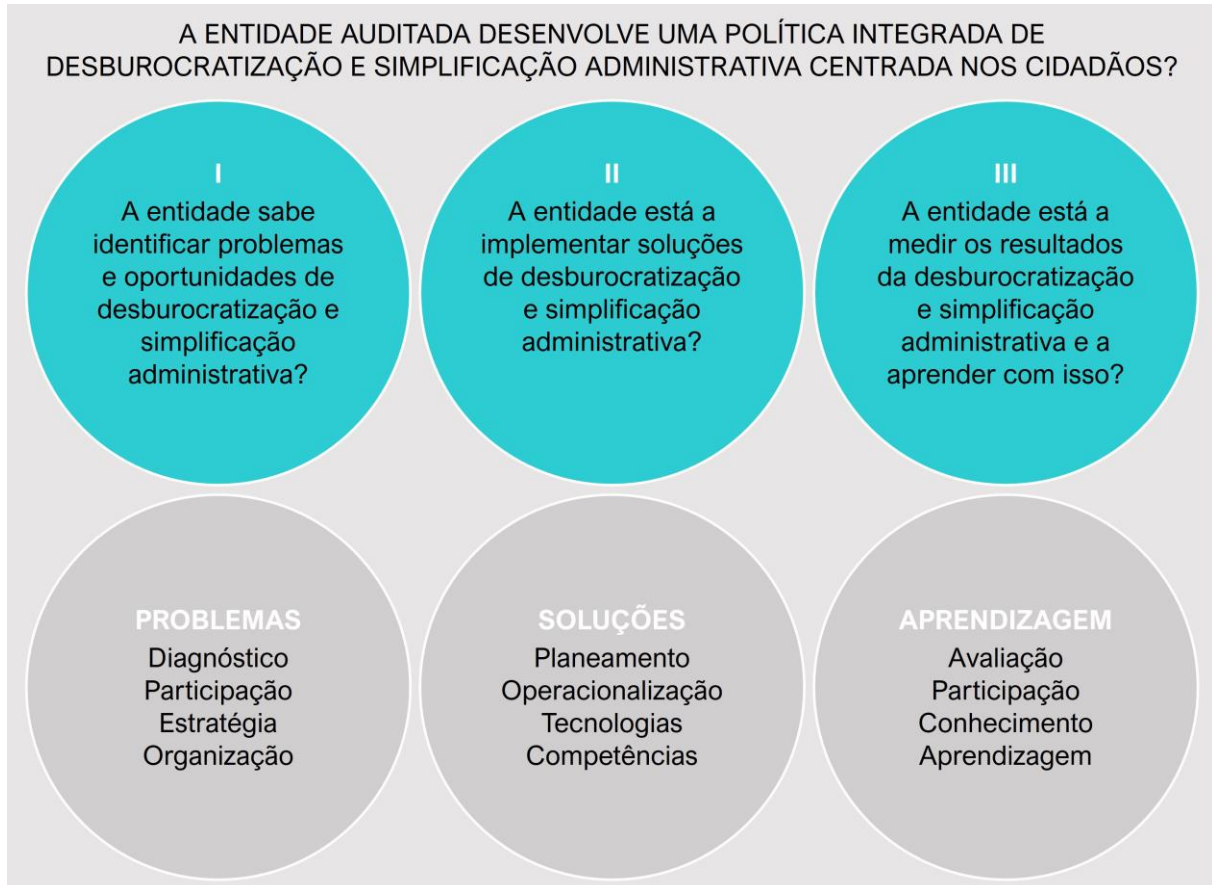 A ENTIDADE AUDITADA DESENVOLVE UMA POLÍTICA INTEGRADA DE
DESBUROCRATIZAÇÃO E SIMPLIFICAÇÃO ADMINISTRATIVA CENTRADA NOS CIDADÃOS?
I
A entidade sabe
identificar problemas
e oportunidades de
desburocratização e
simplificação
administrativa?
II
A entidade está a
implementar soluções
de desburocratização
e simplificação
administrativa?
III
A entidade está a
medir os resultados
da desburocratização
e simplificação
administrativa e a
aprender com isso?
PROBLEMAS
Diagnóstico
Participação
Estratégia
Organização
SOLUÇÕES
Planeamento
Operacionalização
Tecnologias
Competências
APRENDIZAGEM
Avaliação
Participação
Conhecimento
Aprendizagem